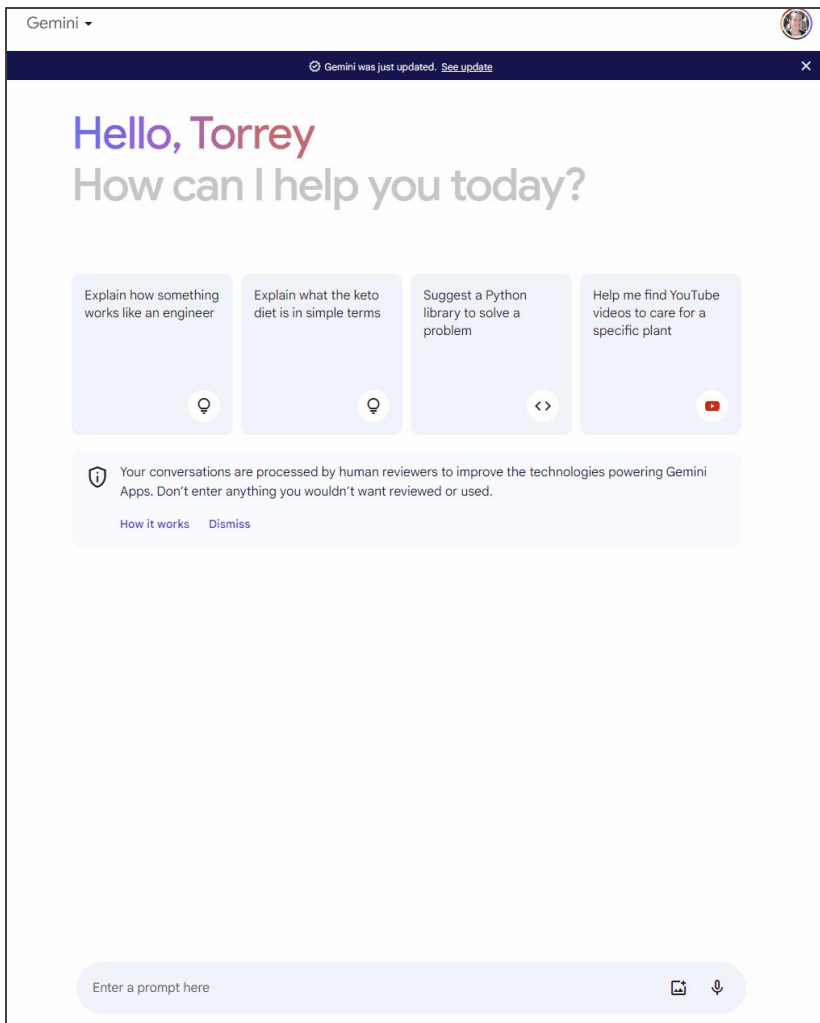 Gemini
Gemini was just updated. See update
Hello, Torrey
How can I help you today?
Explain how something
works like an engineer
Explain what the keto
diet is in simple terms
Suggest a Python
library to solve a
problem
Help me find YouTube
videos to care for a
specific plant
Your conversations are processed by human reviewers to improve the technologies powering Gemini
Apps. Don't enter anything you wouldn't want reviewed or used.
How it works Dismiss
Enter a prompt here